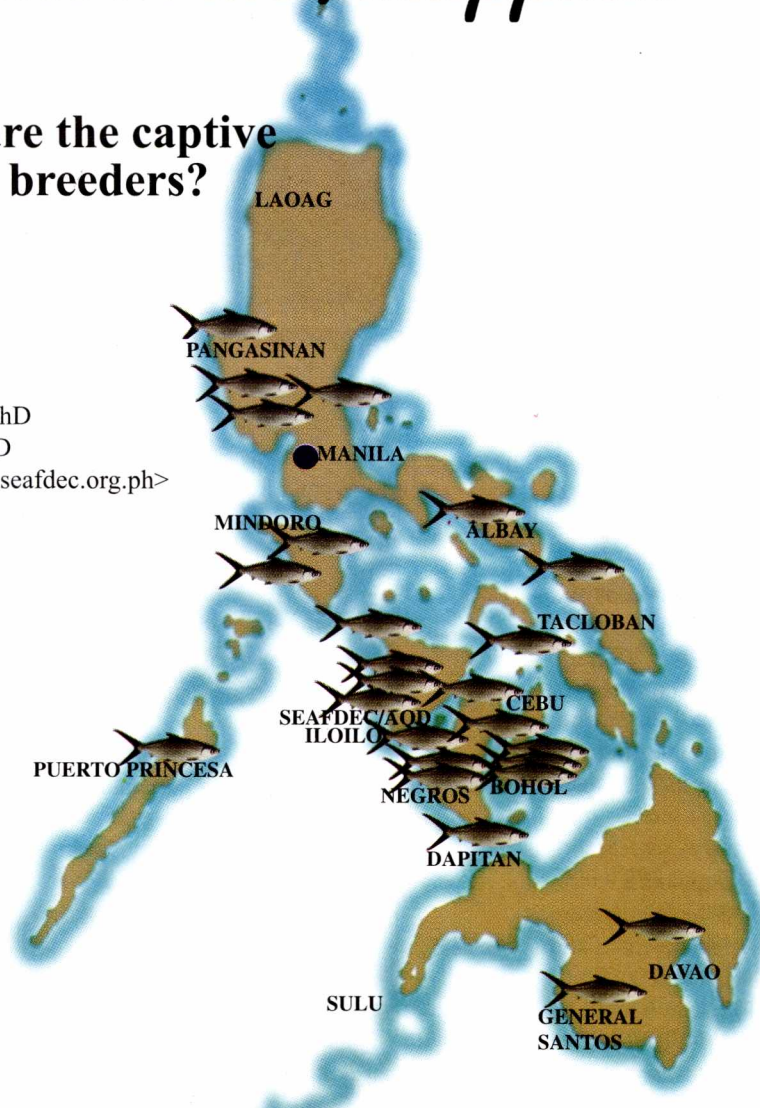 are the captive
breeders?
LAOAG
PANGASINAN
hD
D
seafdec.org.ph>
MANILA
MINDORO
ALBAY
TACLOBAN
CEBU
SEAFDEC/AQD
ILOILO
PUERTO PRINCESA
NEGROS
BOHOL
DAPITAN
DAVAO
SULU
GENERAL
SANTOS